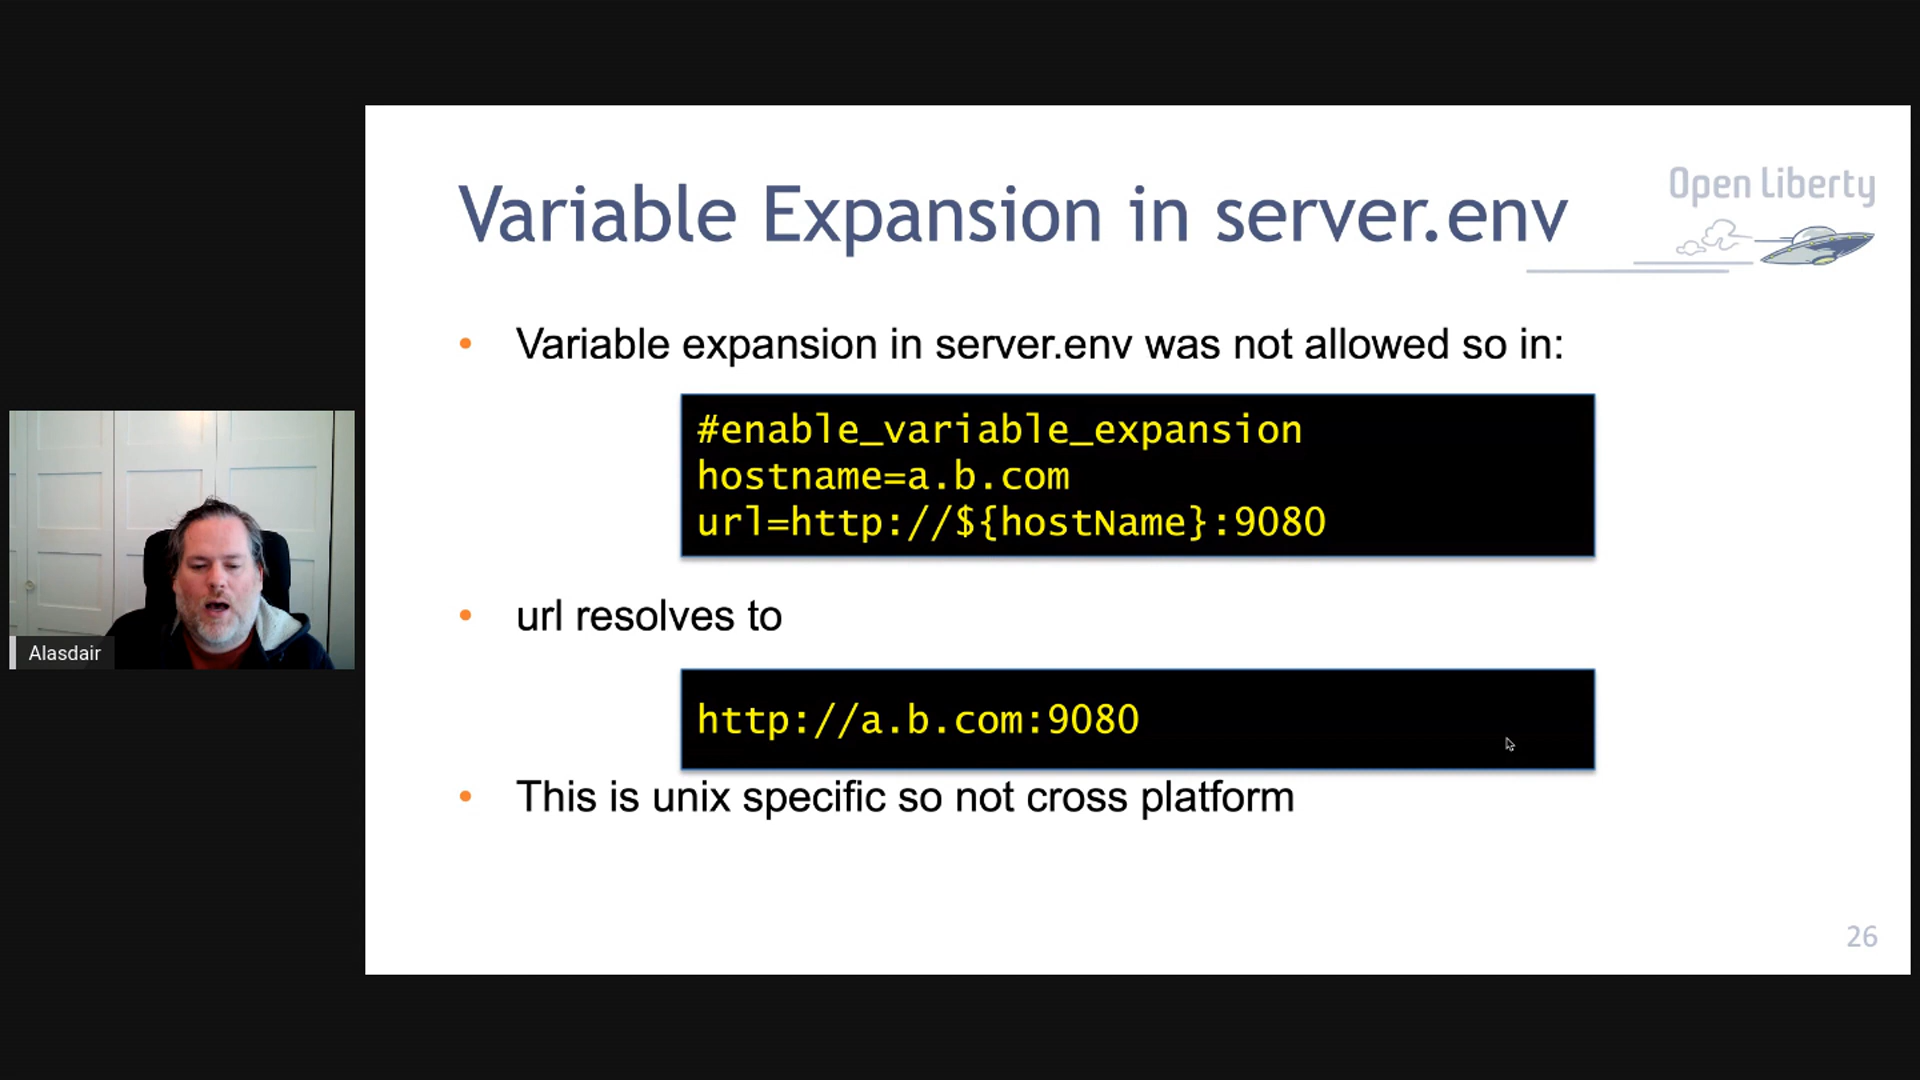 Variable Expansion in server.env
Open Liberty
• Variable expansion in server.env was not allowed so in:
#enable_variable_expansion
hostname=a.b.com
url=http://${hostName}:9080
• url resolves to
http://a.b.com:9080
• This is unix specific so not cross platform
Alasdair
26